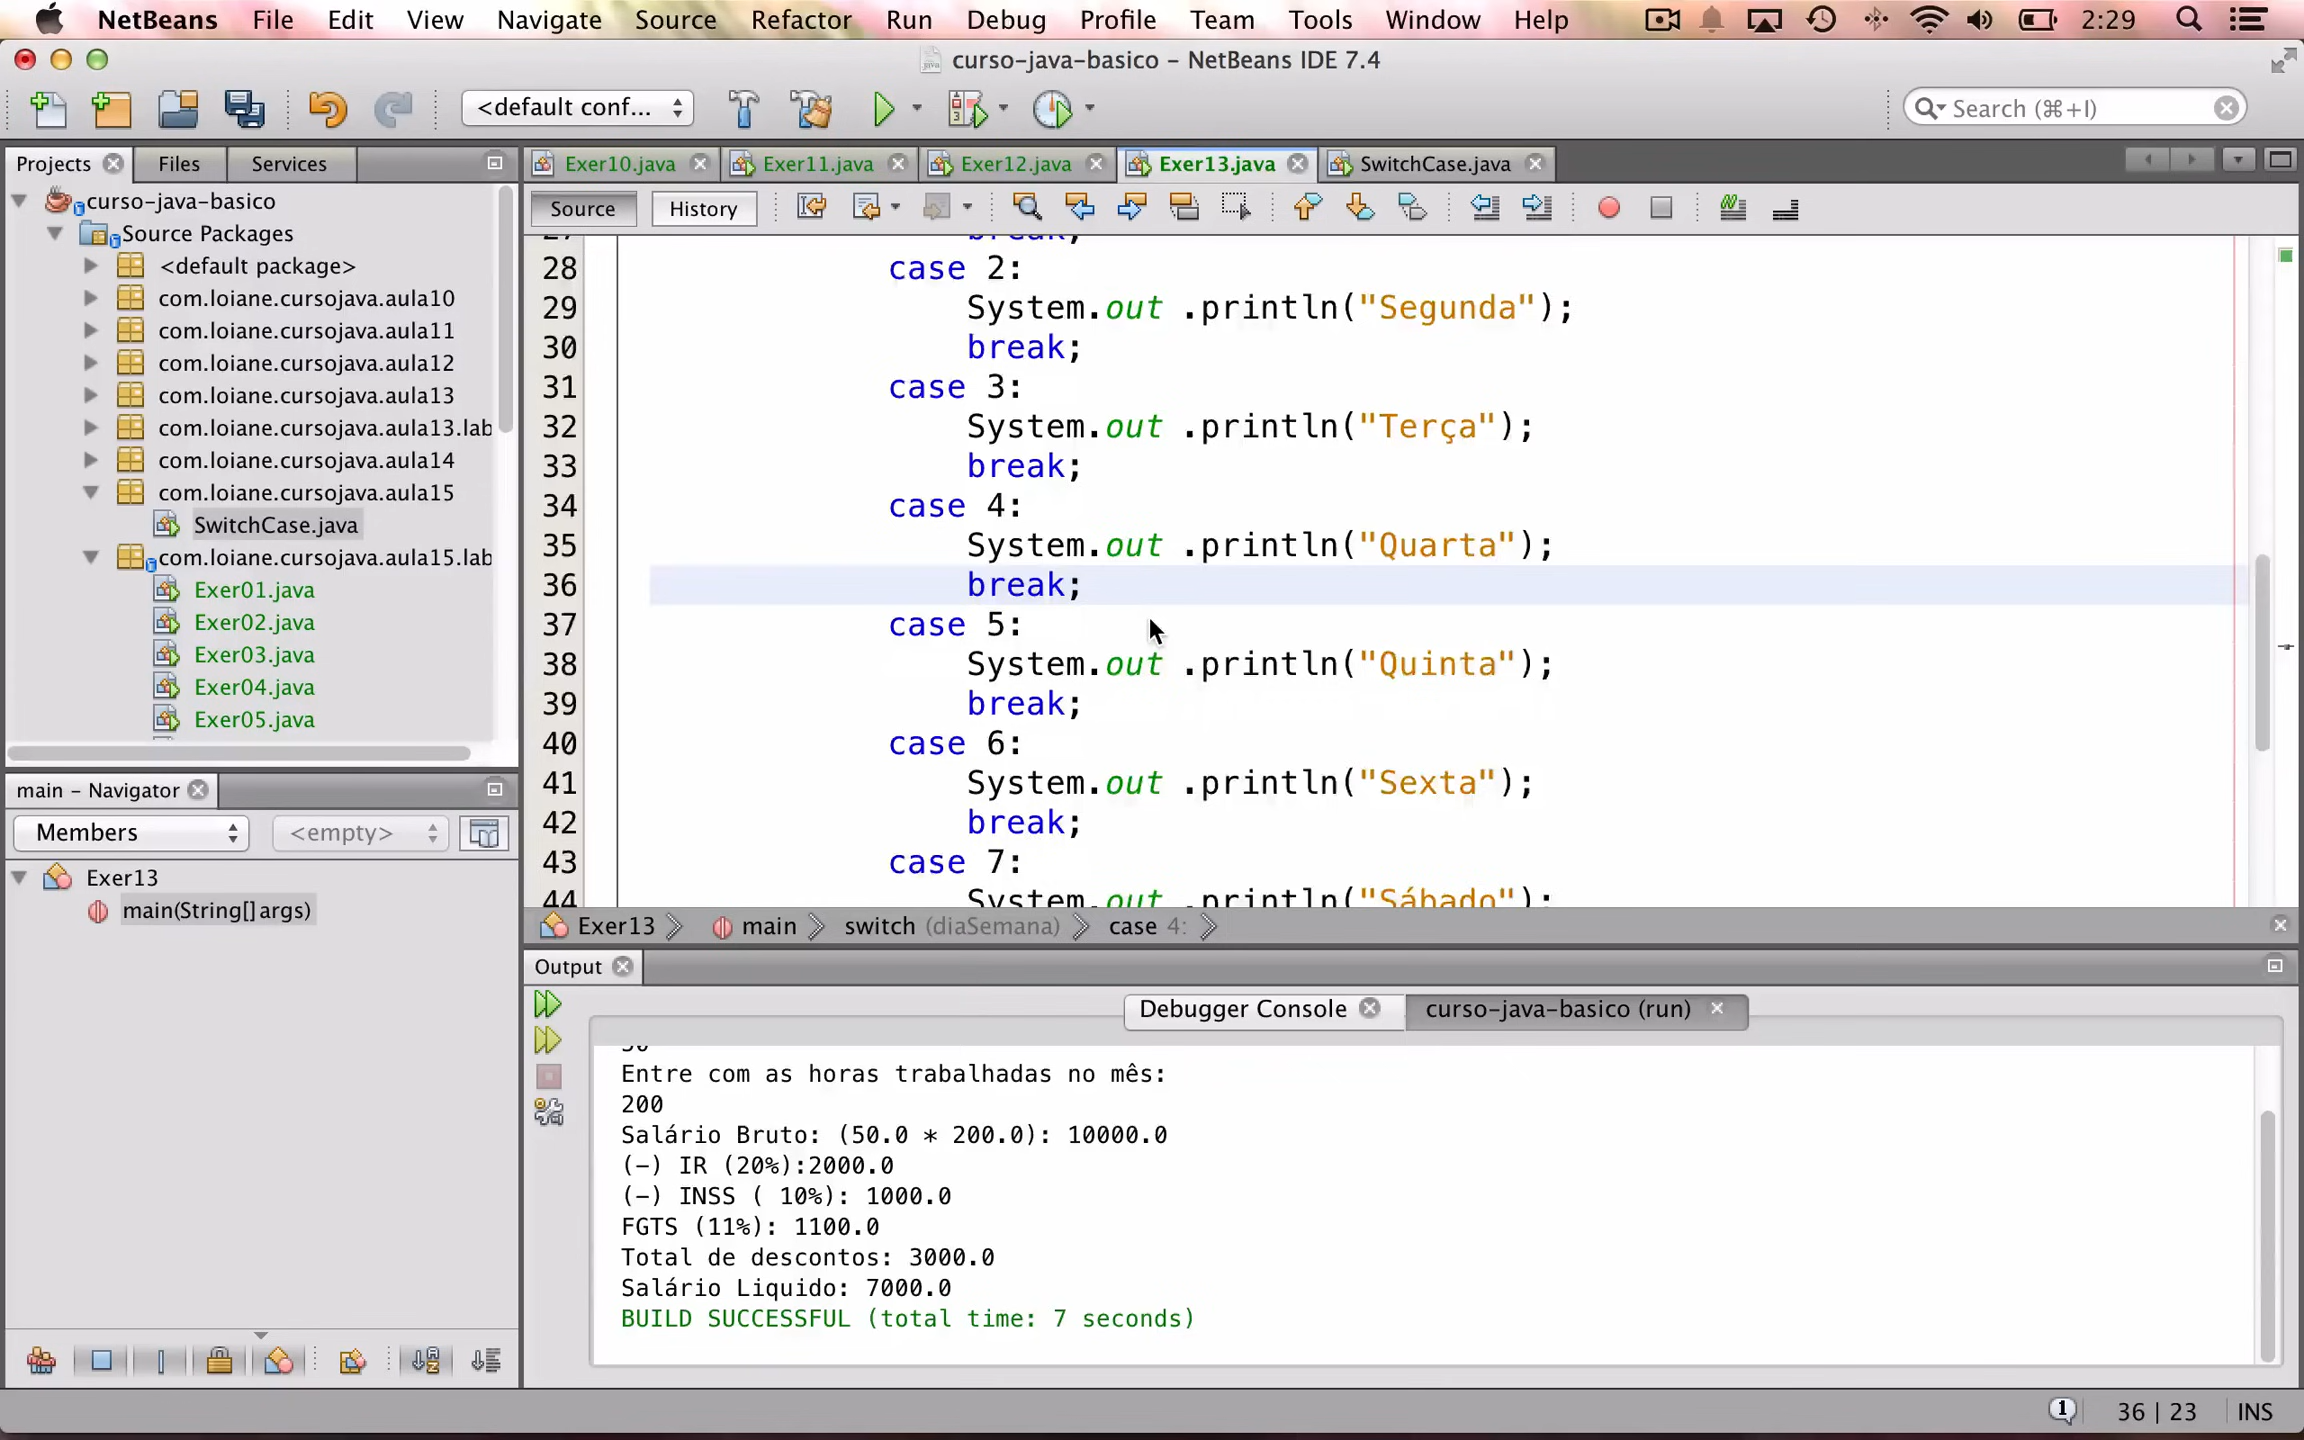 NetBeans File Edit View Navigate Source Refactor Run Debug Profile Team Tools Window Help 2:29
curso-java-basico - NetBeans IDE 7.4
<default conf... Search (⌘+I)
Projects Files Services
curso-java-basico
Source Packages
<default package>
com.loiane.cursojava.aula10
com.loiane.cursojava.aula11
com.loiane.cursojava.aula12
com.loiane.cursojava.aula13
com.loiane.cursojava.aula13.lab
com.loiane.cursojava.aula14
com.loiane.cursojava.aula15
SwitchCase.java
com.loiane.cursojava.aula15.lab
Exer01.java
Exer02.java
Exer03.java
Exer04.java
Exer05.java
main - Navigator
Members <empty>
Exer13
main(String[] args)
Exer10.java Exer11.java Exer12.java Exer13.java SwitchCase.java
Source History
27 break;
28 case 2:
29 System.out .println("Segunda");
30 break;
31 case 3:
32 System.out .println("Terça");
33 break;
34 case 4:
35 System.out .println("Quarta");
36 break;
37 case 5:
38 System.out .println("Quinta");
39 break;
40 case 6:
41 System.out .println("Sexta");
42 break;
43 case 7:
44 System.out .println("Sábado");
Exer13 main switch (diaSemana) case 4:
Output
Debugger Console curso-java-basico (run)
50
Entre com as horas trabalhadas no mês:
200
Salário Bruto: (50.0 * 200.0): 10000.0
(-) IR (20%):2000.0
(-) INSS ( 10%): 1000.0
FGTS (11%): 1100.0
Total de descontos: 3000.0
Salário Liquido: 7000.0
BUILD SUCCESSFUL (total time: 7 seconds)
1 36 | 23 INS